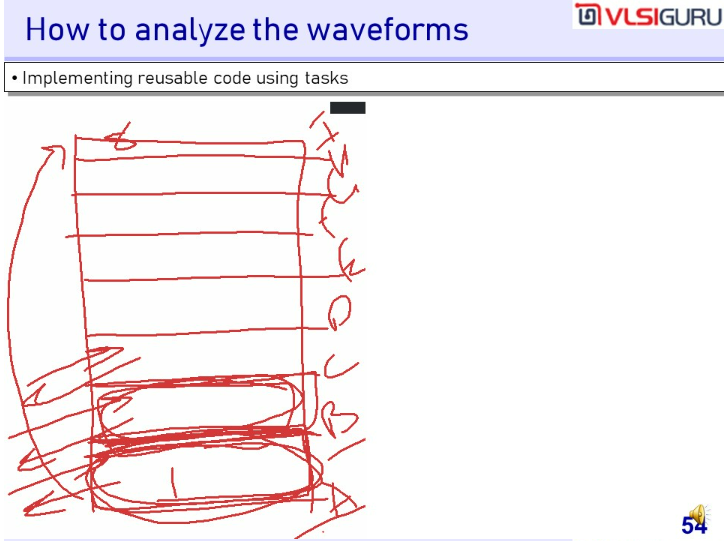 How to analyze the waveforms
VLSIGURU
• Implementing reusable code using tasks
D
C
B
A
54